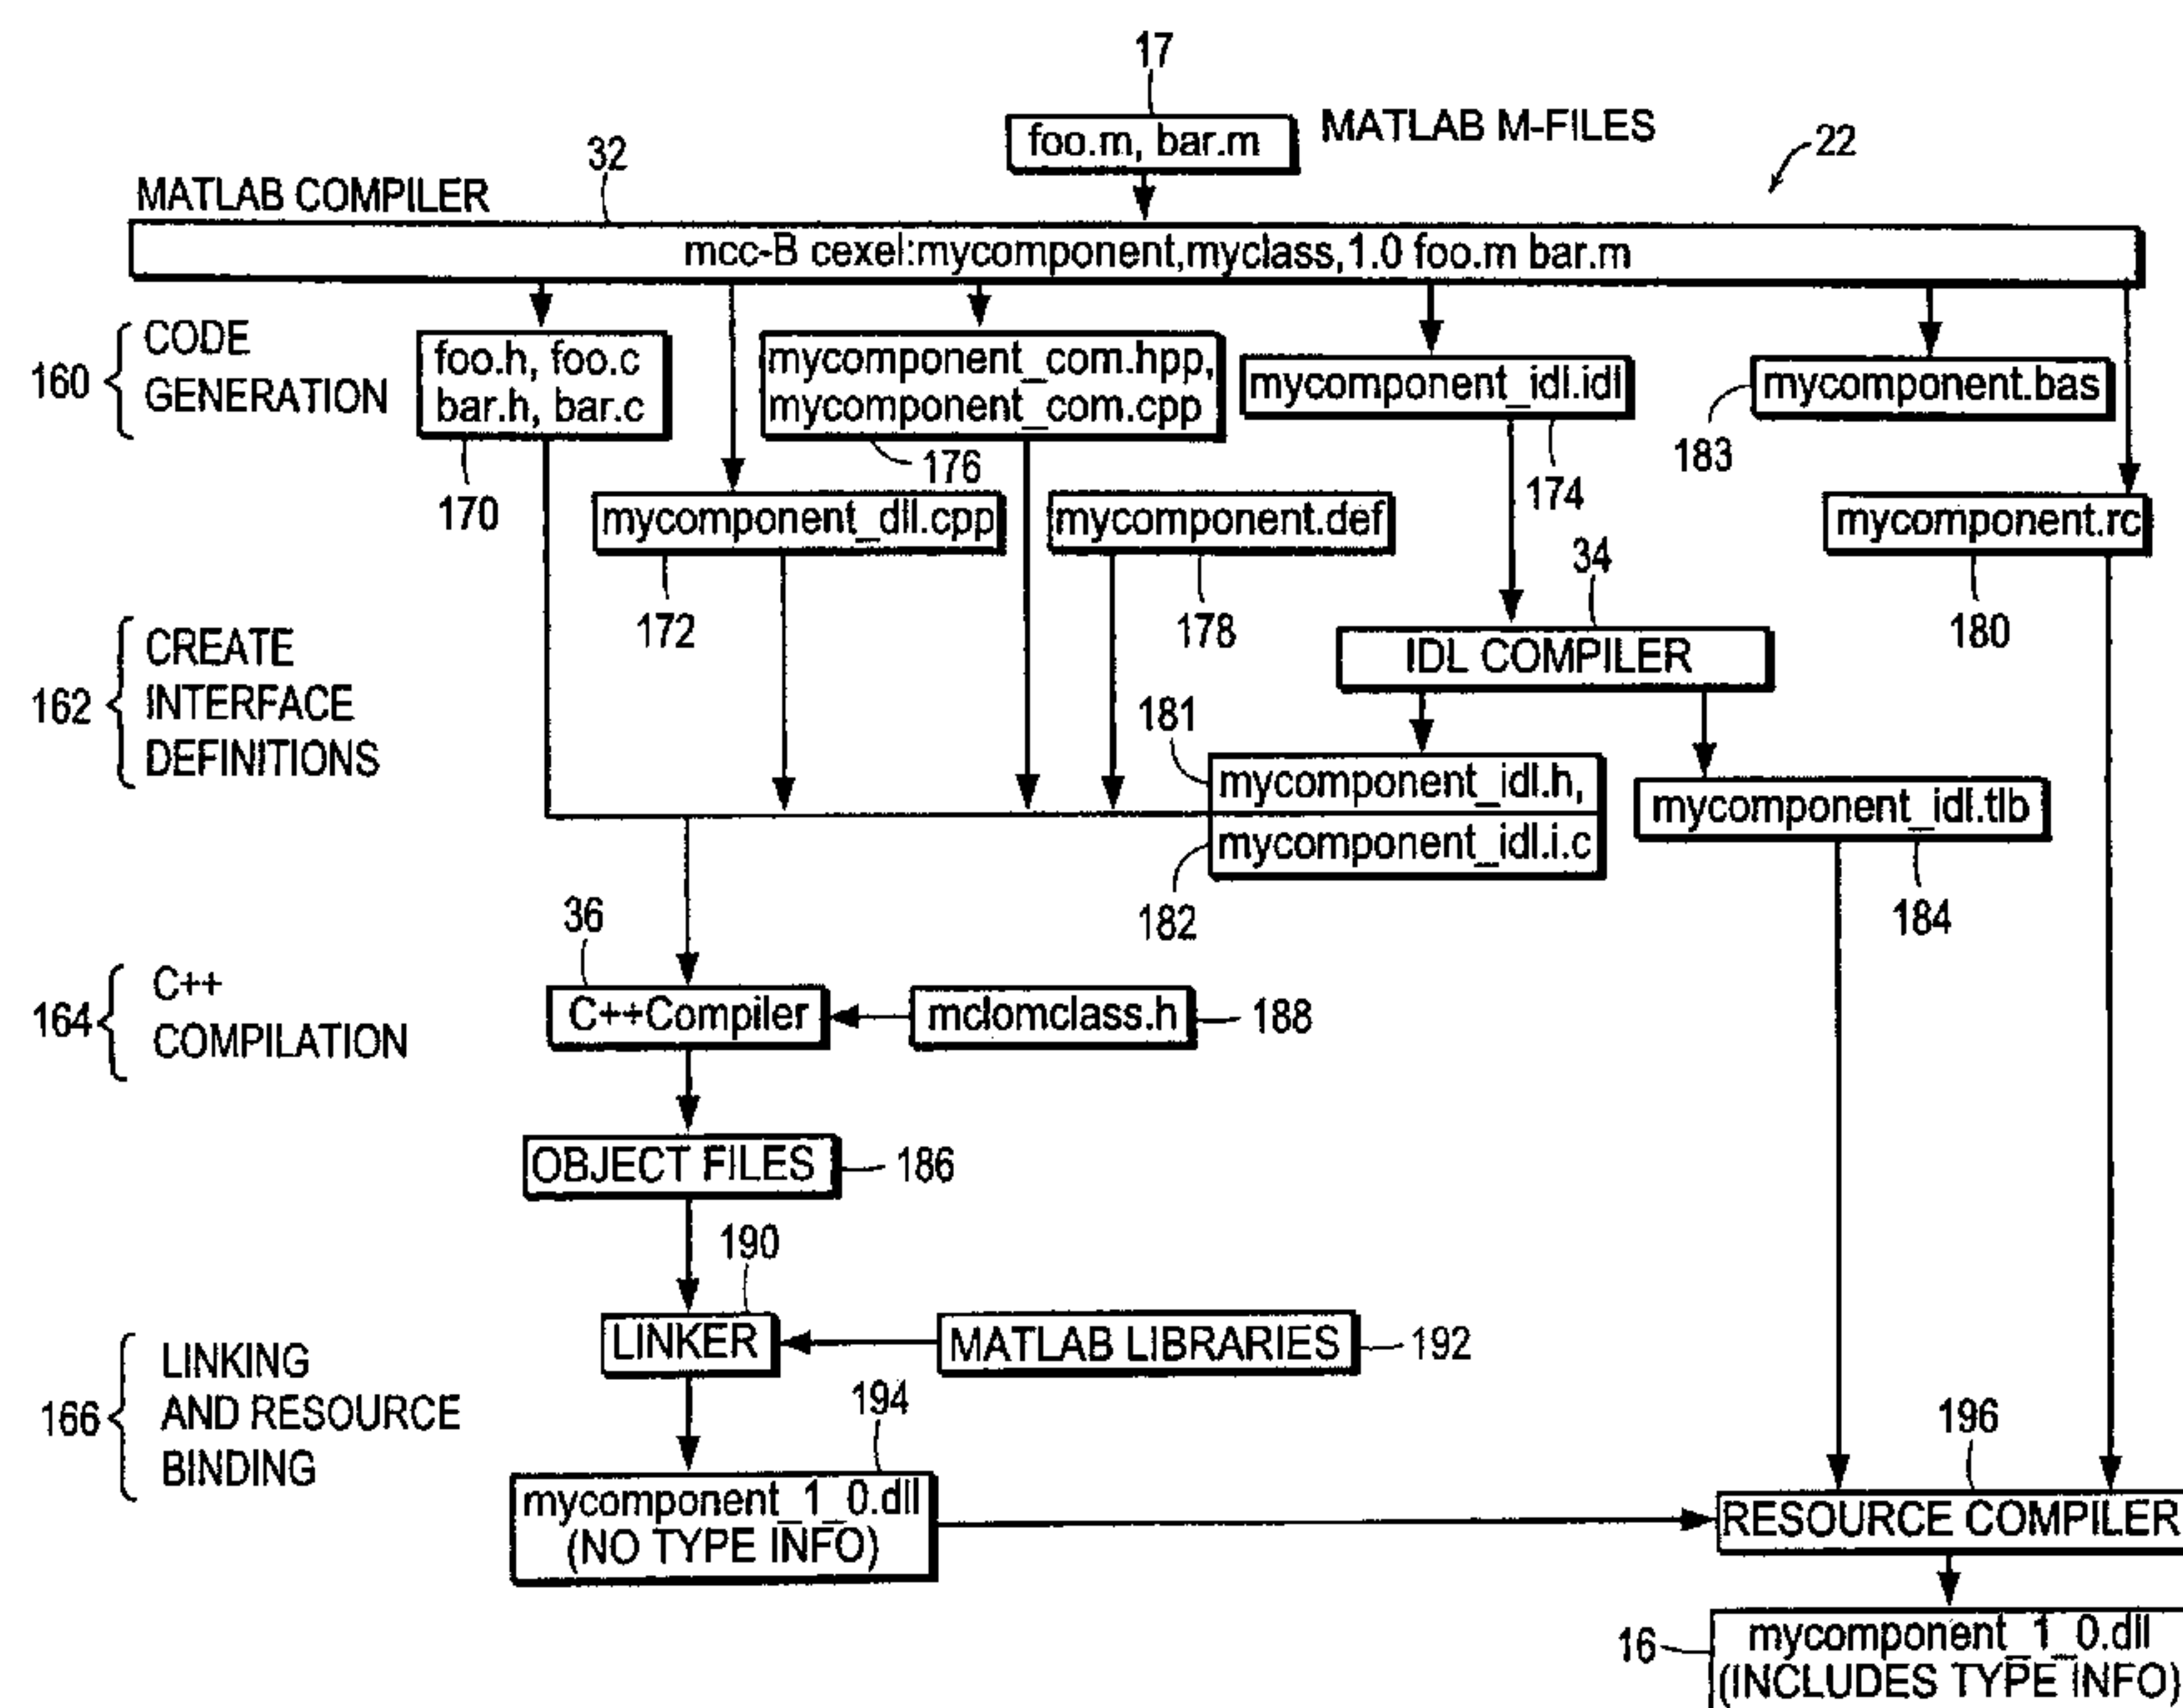 17
foo.m, bar.m
MATLAB M-FILES
22
32
MATLAB COMPILER
mcc-B cexel:mycomponent,myclass,1.0 foo.m bar.m
160
CODE
GENERATION
foo.h, foo.c
bar.h, bar.c
170
mycomponent_com.hpp,
mycomponent_com.cpp
176
mycomponent_idl.idl
174
mycomponent.bas
183
mycomponent_dll.cpp
172
mycomponent.def
178
mycomponent.rc
180
34
IDL COMPILER
162
CREATE
INTERFACE
DEFINITIONS
181
mycomponent_idl.h,
mycomponent_idl.i.c
182
mycomponent_idl.tlb
184
36
164
C++
COMPILATION
C++Compiler
mclomclass.h
188
OBJECT FILES
186
190
LINKER
MATLAB LIBRARIES
192
166
LINKING
AND RESOURCE
BINDING
194
mycomponent_1_0.dll
(NO TYPE INFO)
196
RESOURCE COMPILER
16
mycomponent_1_0.dll
(INCLUDES TYPE INFO)